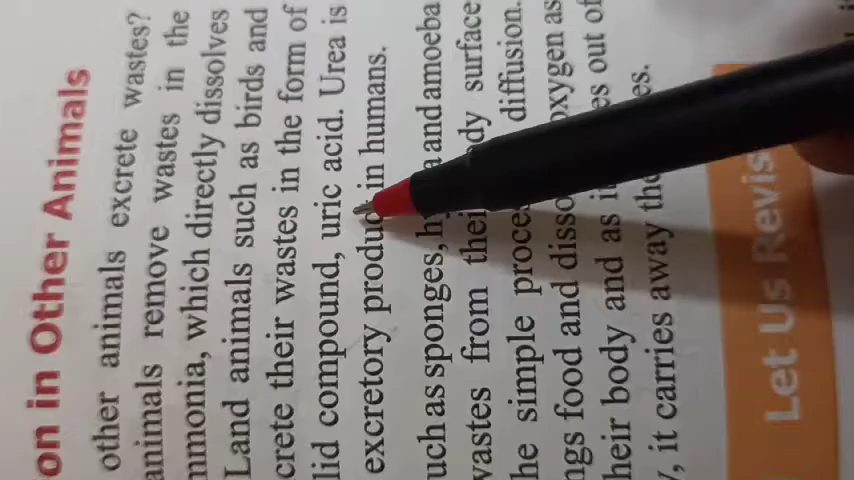 on in Other Animals
other animals excrete wastes?
animals remove wastes in the
mmonia, which directly dissolves
Land animals such as birds and
crete their wastes in the form of
lid compound, uric acid. Urea is
excretory produc in humans.
uch as sponges, h a and amoeba
wastes from thei dy surface
he simple proce diffusion.
ngs food and disso oxygen as
heir body and as i es out of
, it carries away the es.
Let Us Revis